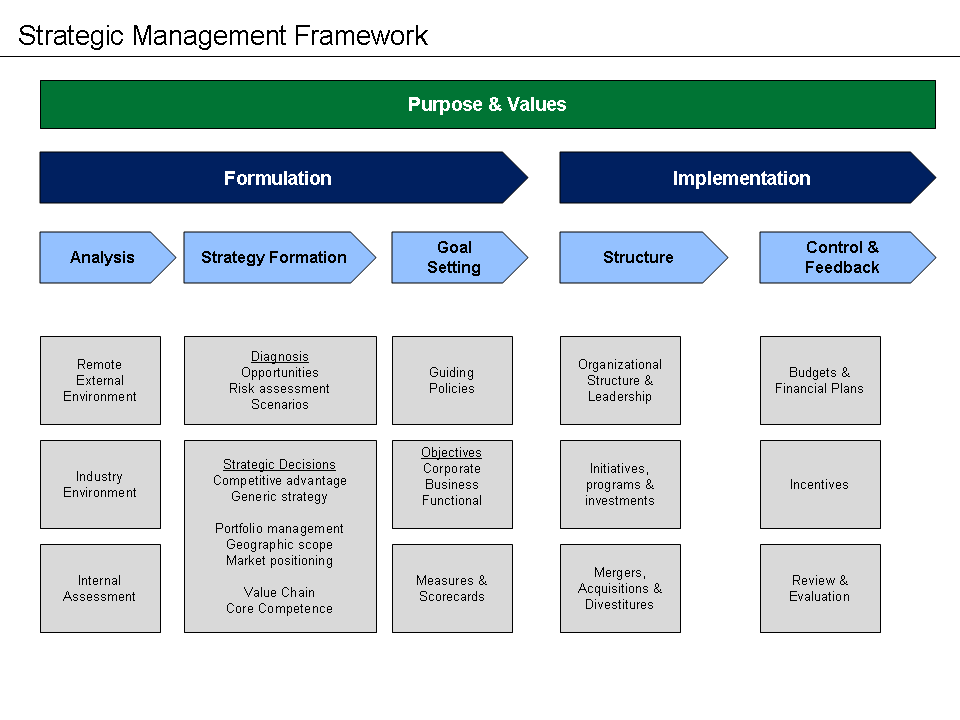 Strategic Management Framework
Purpose & Values
Formulation
Implementation
Analysis
Strategy Formation
Goal
Setting
Structure
Control &
Feedback
Remote
External
Environment
Diagnosis
Opportunities
Risk assessment
Scenarios
Guiding
Policies
Organizational
Structure &
Leadership
Budgets &
Financial Plans
Industry
Environment
Strategic Decisions
Competitive advantage
Generic strategy
Portfolio management
Geographic scope
Market positioning
Value Chain
Core Competence
Objectives
Corporate
Business
Functional
Initiatives,
programs &
investments
Incentives
Internal
Assessment
Measures &
Scorecards
Mergers,
Acquisitions &
Divestitures
Review &
Evaluation